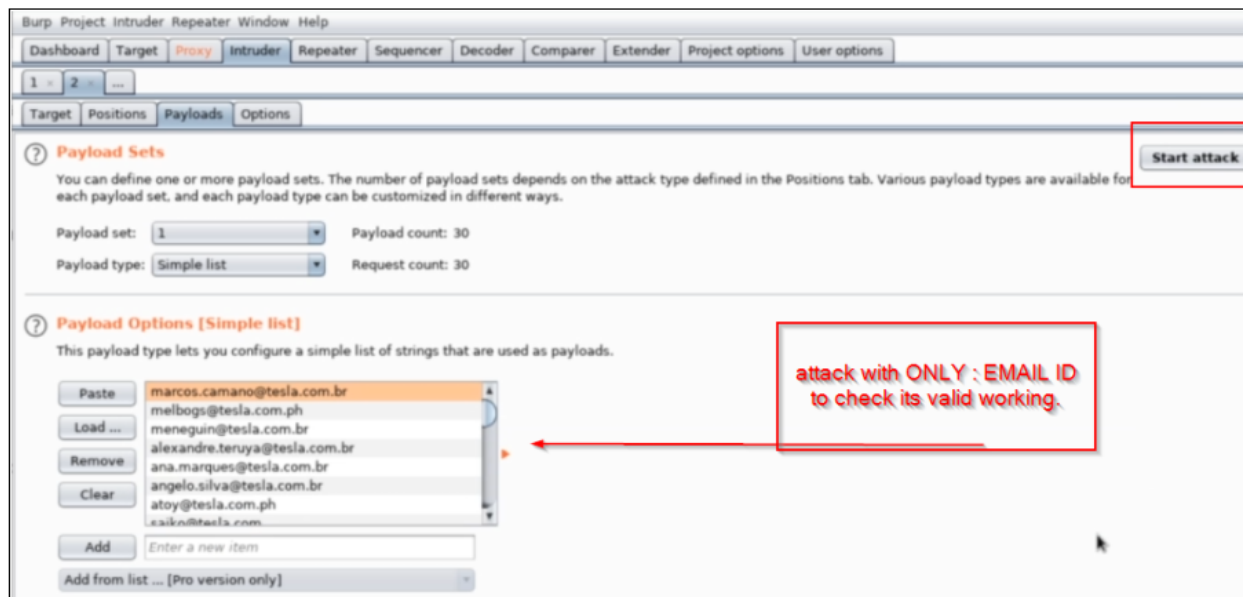 Burp Project Intruder Repeater Window Help
Dashboard Target Proxy Intruder Repeater Sequencer Decoder Comparer Extender Project options User options
1 × 2 × ...
Target Positions Payloads Options
? Payload Sets
Start attack
You can define one or more payload sets. The number of payload sets depends on the attack type defined in the Positions tab. Various payload types are available for
each payload set, and each payload type can be customized in different ways.
Payload set: 1 Payload count: 30
Payload type: Simple list Request count: 30
? Payload Options [Simple list]
This payload type lets you configure a simple list of strings that are used as payloads.
attack with ONLY : EMAIL ID
to check its valid working.
Paste
Load ...
Remove
Clear
marcos.camano@tesla.com.br
melbogs@tesla.com.ph
meneguin@tesla.com.br
alexandre.teruya@tesla.com.br
ana.marques@tesla.com.br
angelo.silva@tesla.com.br
atoy@tesla.com.ph
saiko@tesla.com
Add Enter a new item
Add from list ... [Pro version only]